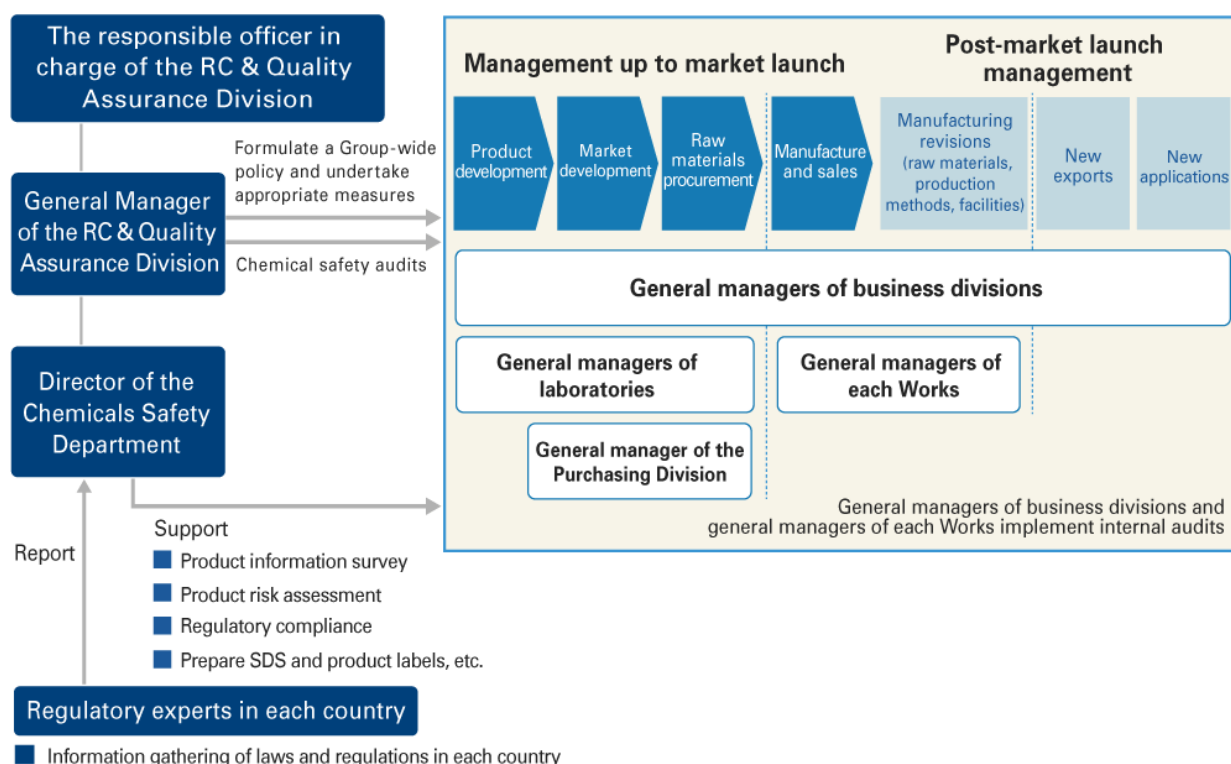 The responsible officer in
charge of the RC & Quality
Assurance Division
Formulate a Group-wide
policy and undertake
appropriate measures
General Manager
of the RC & Quality
Assurance Division
Chemical safety audits
Director of the
Chemicals Safety
Department
Report
Support
Product information survey
Product risk assessment
Regulatory compliance
Prepare SDS and product labels, etc.
Regulatory experts in each country
Information gathering of laws and regulations in each country
Management up to market launch
Post-market launch
management
Product
development
Market
development
Raw
materials
procurement
Manufacture
and sales
Manufacturing
revisions
(raw materials,
production
methods, facilities)
New
exports
New
applications
General managers of business divisions
General managers of
laboratories
General managers of
each Works
General manager of the
Purchasing Division
General managers of business divisions and
general managers of each Works implement internal audits